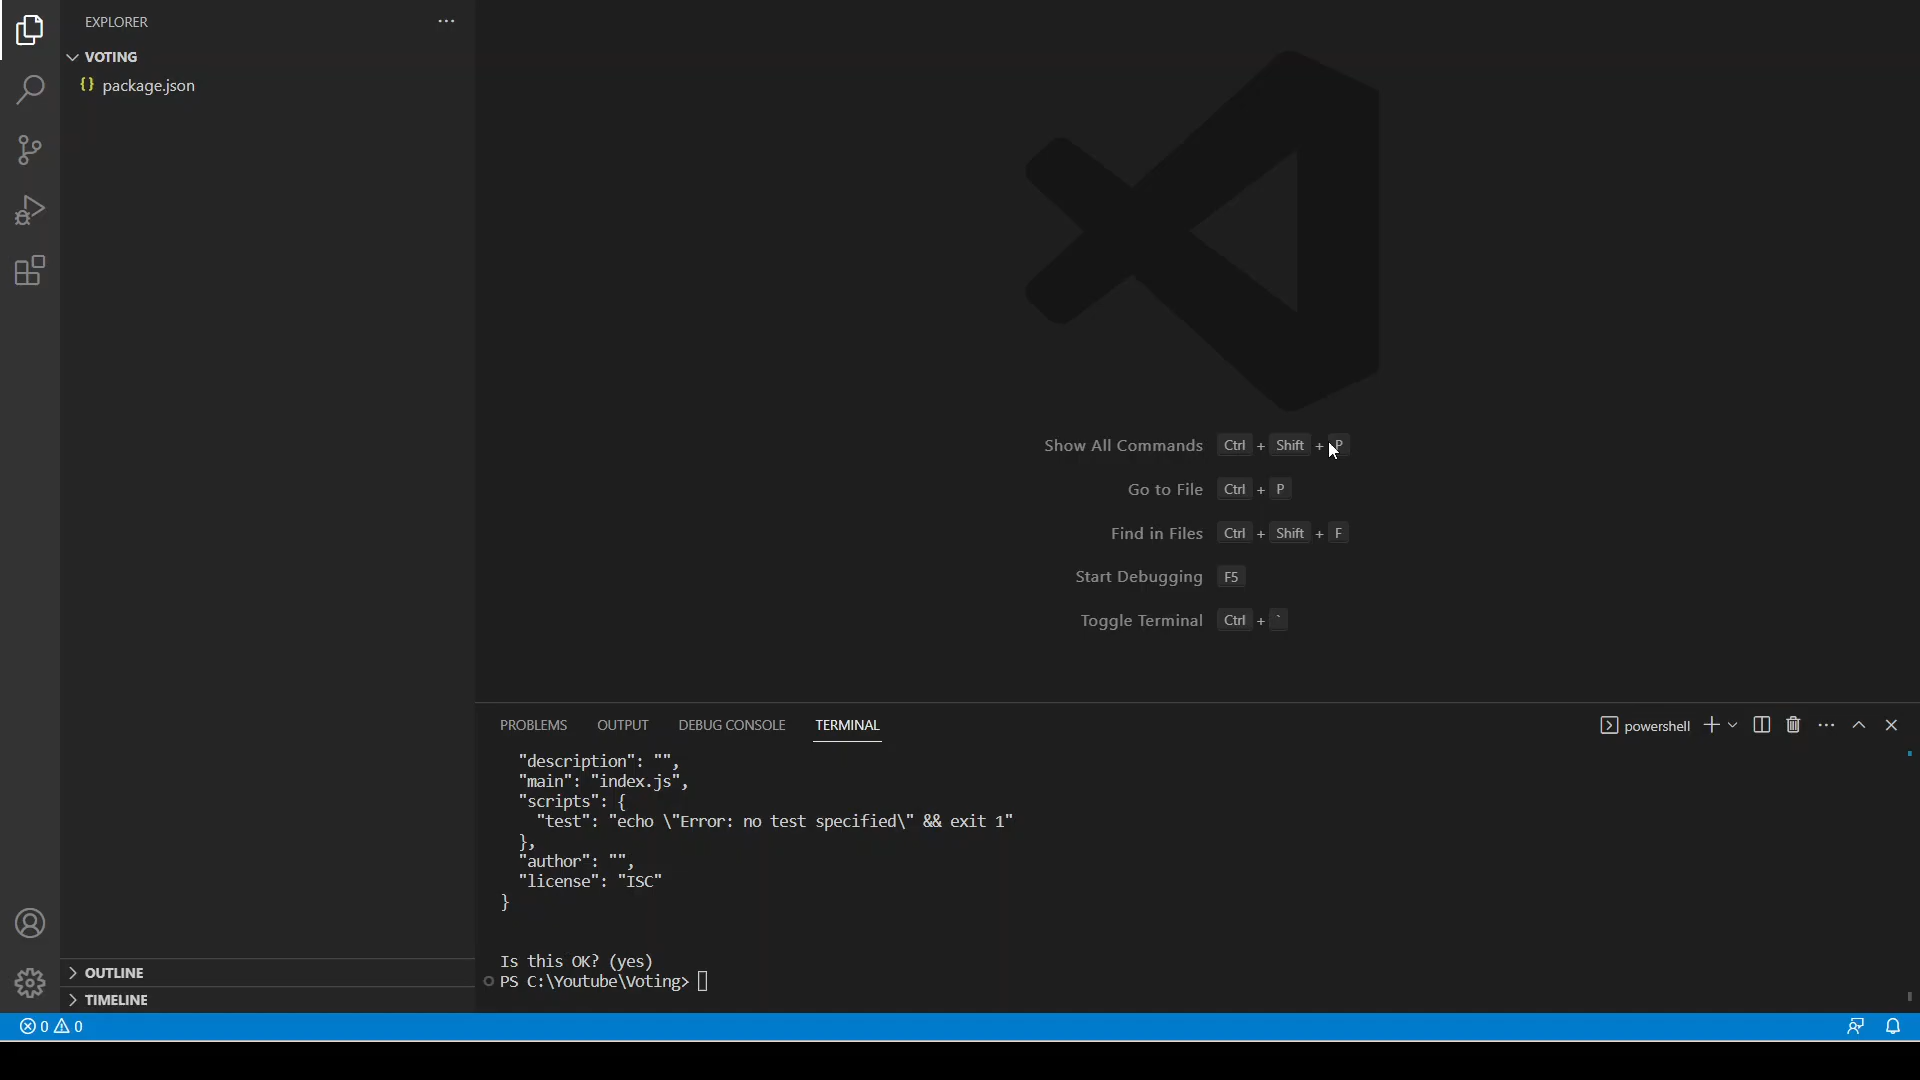 EXPLORER
VOTING
{} package.json
Show All Commands Ctrl + Shift + P
Go to File Ctrl + P
Find in Files Ctrl + Shift + F
Start Debugging F5
Toggle Terminal Ctrl + `
PROBLEMS OUTPUT DEBUG CONSOLE TERMINAL
powershell
"description": "",
"main": "index.js",
"scripts": {
"test": "echo \"Error: no test specified\" && exit 1"
},
"author": "",
"license": "ISC"
}
Is this OK? (yes)
PS C:\Youtube\Voting>
OUTLINE
TIMELINE
0 0